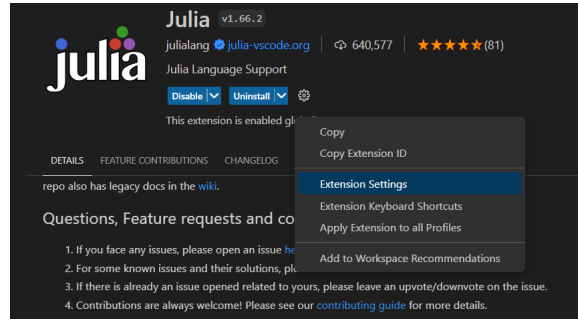 julia
Julia v1.66.2
julialang julia-vscode.org 640,577 (81)
Julia Language Support
Disable Uninstall
This extension is enabled
Copy
Copy Extension ID
Extension Settings
Extension Keyboard Shortcuts
Apply Extension to all Profiles
Add to Workspace Recommendations
DETAILS FEATURE CONTRIBUTIONS CHANGELOG
repo also has legacy docs in the wiki.
Questions, Feature requests and co
1. If you face any issues, please open an issue he
2. For some known issues and their solutions,
3. If there is already an issue opened related to yours, please leave an upvote/downvote on the issue.
4. Contributions are always welcome! Please see our contributing guide for more details.